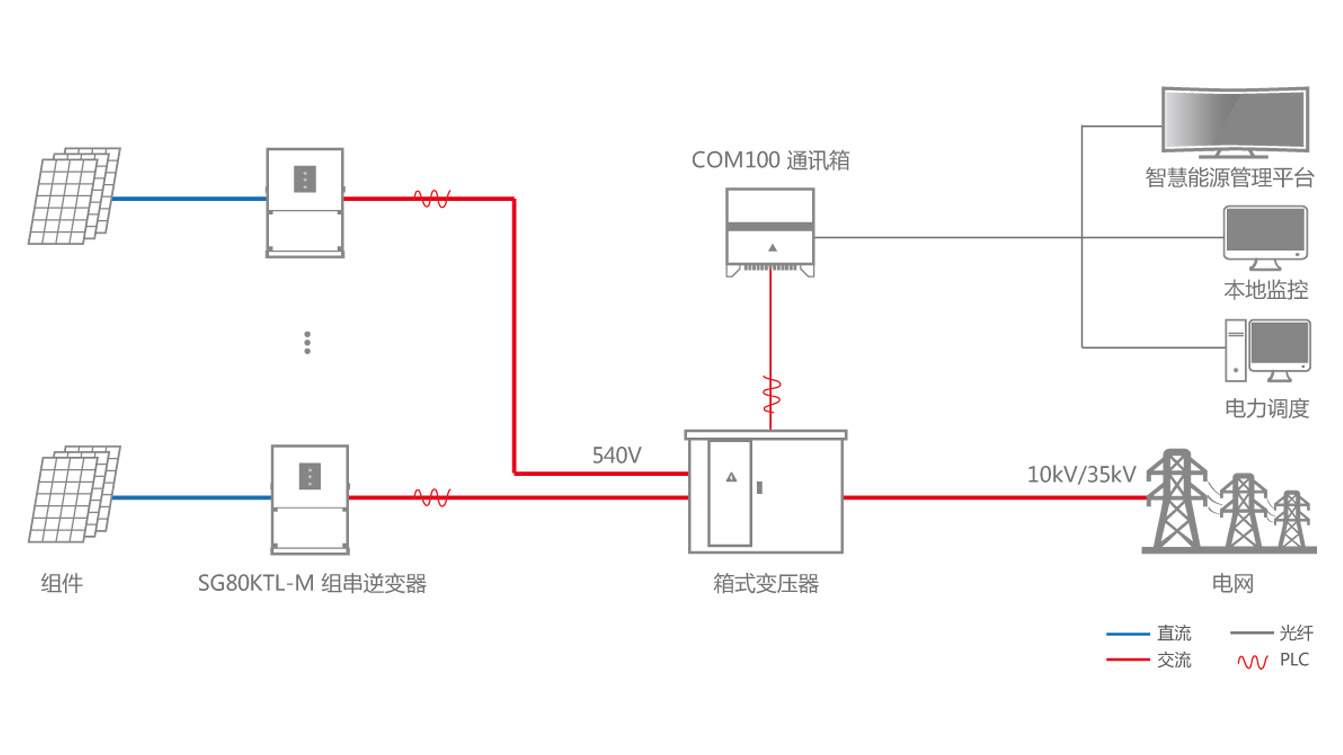 COM100 通讯箱
智慧能源管理平台
本地监控
电力调度
540V
10kV/35kV
组件
SG80KTL-M 组串逆变器
箱式变压器
电网
直流
光纤
交流
PLC